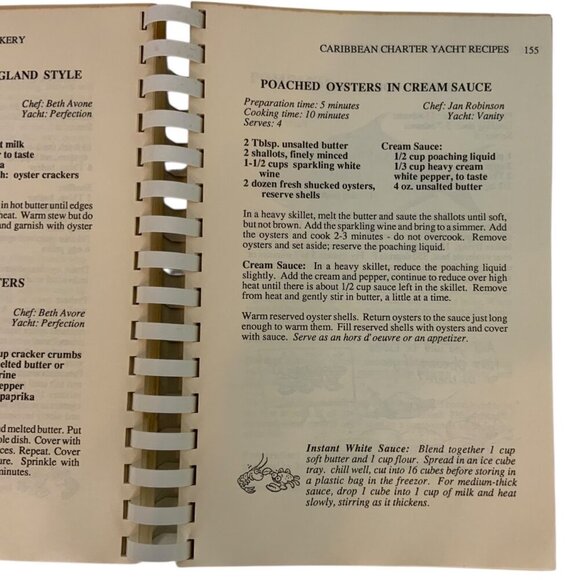 KERY
GLAND STYLE
Chef: Beth Avone
Yacht: Perfection
t milk
to taste
a
h: oyster crackers
in hot butter until edges
heat. Warm stew but do
and garnish with oyster
TERS
Chef: Beth Avore
Yacht: Perfection
up cracker crumbs
elted butter or
rine
epper
paprika
nd melted butter. Put
ole dish. Cover with
ces. Repeat. Cover
ure. Sprinkle with
minutes.
CARIBBEAN CHARTER YACHT RECIPES 155
POACHED OYSTERS IN CREAM SAUCE
Preparation time: 5 minutes
Cooking time: 10 minutes
Serves: 4
Chef: Jan Robinson
Yacht: Vanity
2 Tblsp. unsalted butter
2 shallots, finely minced
1-1/2 cups sparkling white
wine
2 dozen fresh shucked oysters,
reserve shells
Cream Sauce:
1/2 cup poaching liquid
1/3 cup heavy cream
white pepper, to taste
4 oz. unsalted butter
In a heavy skillet, melt the butter and saute the shallots until soft,
but not brown. Add the sparkling wine and bring to a simmer. Add
the oysters and cook 2-3 minutes - do not overcook. Remove
oysters and set aside; reserve the poaching liquid.
Cream Sauce: In a heavy skillet, reduce the poaching liquid
slightly. Add the cream and pepper, continue to reduce over high
heat until there is about 1/2 cup sauce left in the skillet. Remove
from heat and gently stir in butter, a little at a time.
Warm reserved oyster shells. Return oysters to the sauce just long
enough to warm them. Fill reserved shells with oysters and cover
with sauce. Serve as an hors d'oeuvre or an appetizer.
Instant White Sauce: Blend together 1 cup
soft butter and 1 cup flour. Spread in an ice cube
tray. chill well, cut into 16 cubes before storing in
a plastic bag in the freezor. For medium-thick
sauce, drop 1 cube into 1 cup of milk and heat
slowly, stirring as it thickens.